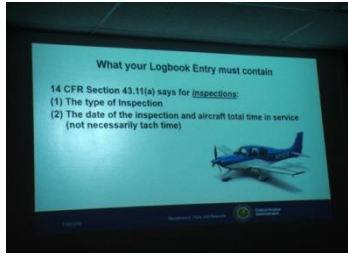 What your Logbook Entry must contain
14 CFR Section 43.11(a) says for inspections:
(1) The type of Inspection
(2) The date of the inspection and aircraft total time in service
(not necessarily tach time)
Federal Aviation
Administration